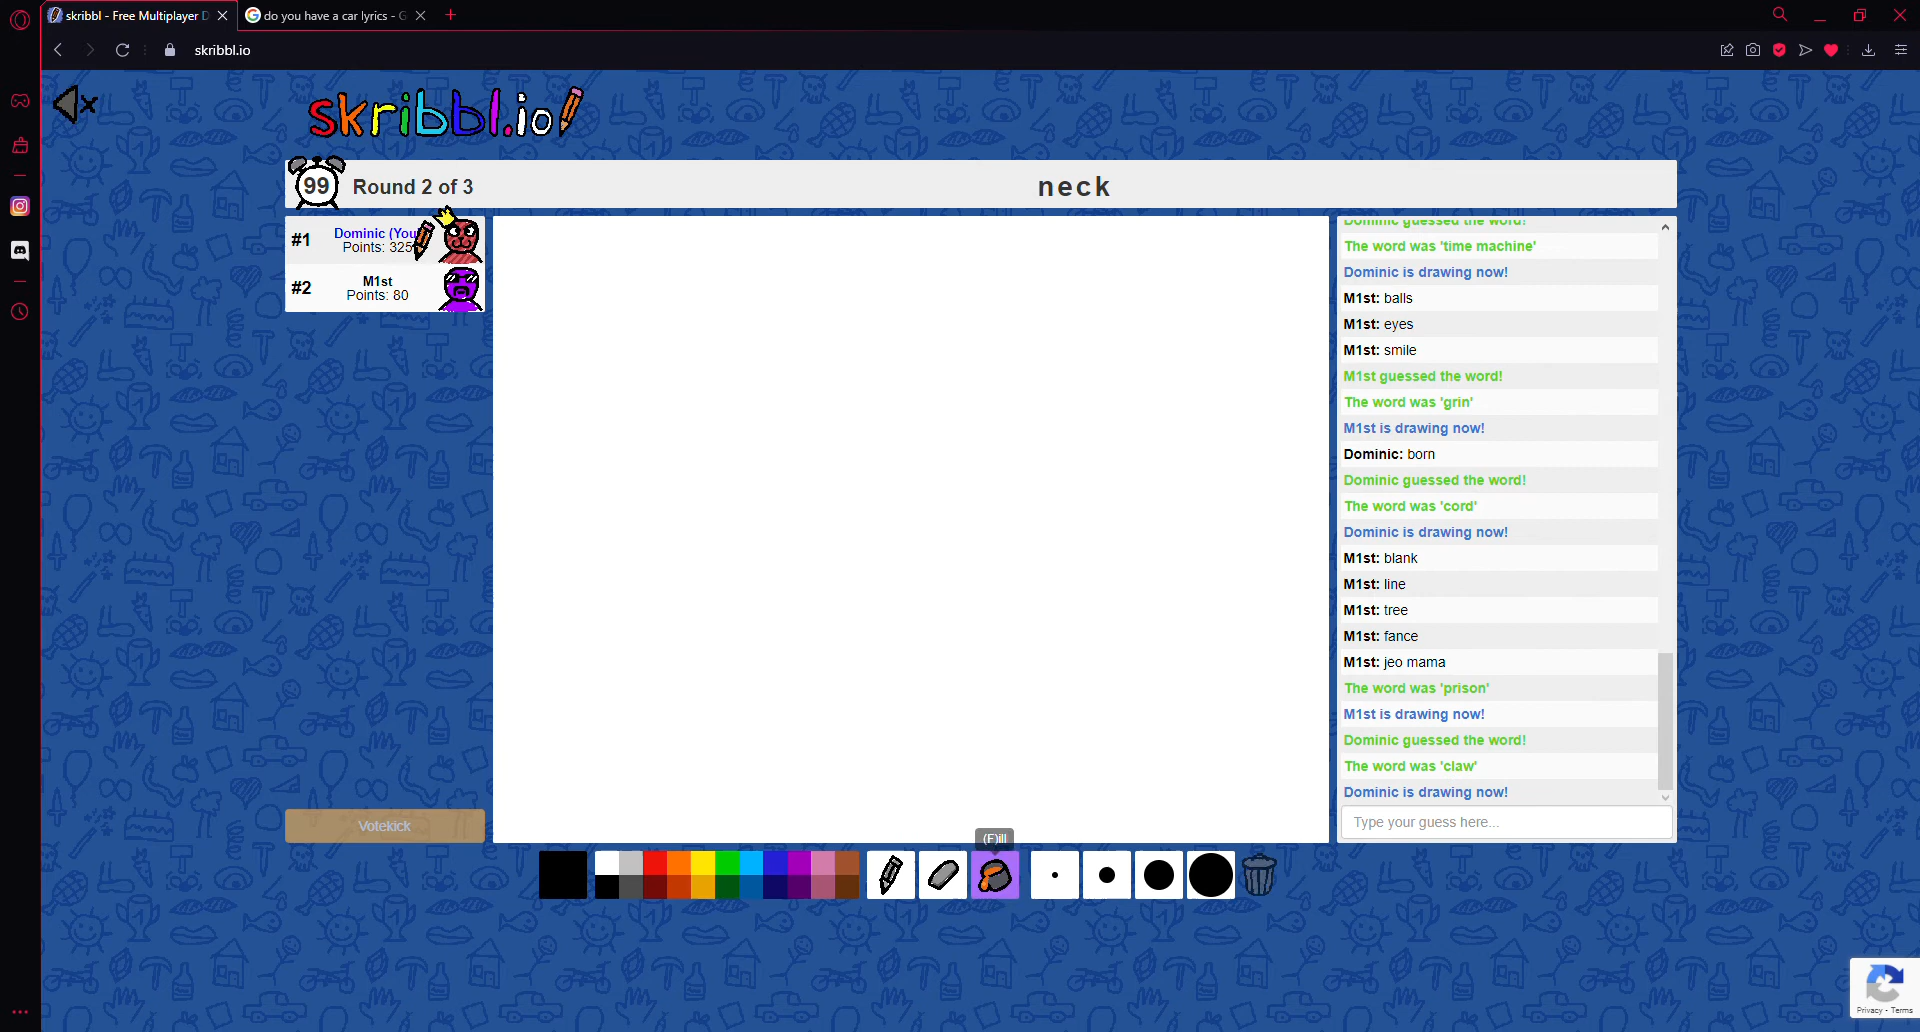 skribbl - Free Multiplayer D
do you have a car lyrics - G
skribbl.io
skribbl.io
99
Round 2 of 3
neck
#1
Dominic (You
Points: 325
#2
M1st
Points: 80
Dominic guessed the word!
The word was 'time machine'
Dominic is drawing now!
M1st: balls
M1st: eyes
M1st: smile
M1st guessed the word!
The word was 'grin'
M1st is drawing now!
Dominic: born
Dominic guessed the word!
The word was 'cord'
Dominic is drawing now!
M1st: blank
M1st: line
M1st: tree
M1st: fance
M1st: jeo mama
The word was 'prison'
M1st is drawing now!
Dominic guessed the word!
The word was 'claw'
Dominic is drawing now!
Type your guess here...
Votekick
(F)ill
Privacy - Terms